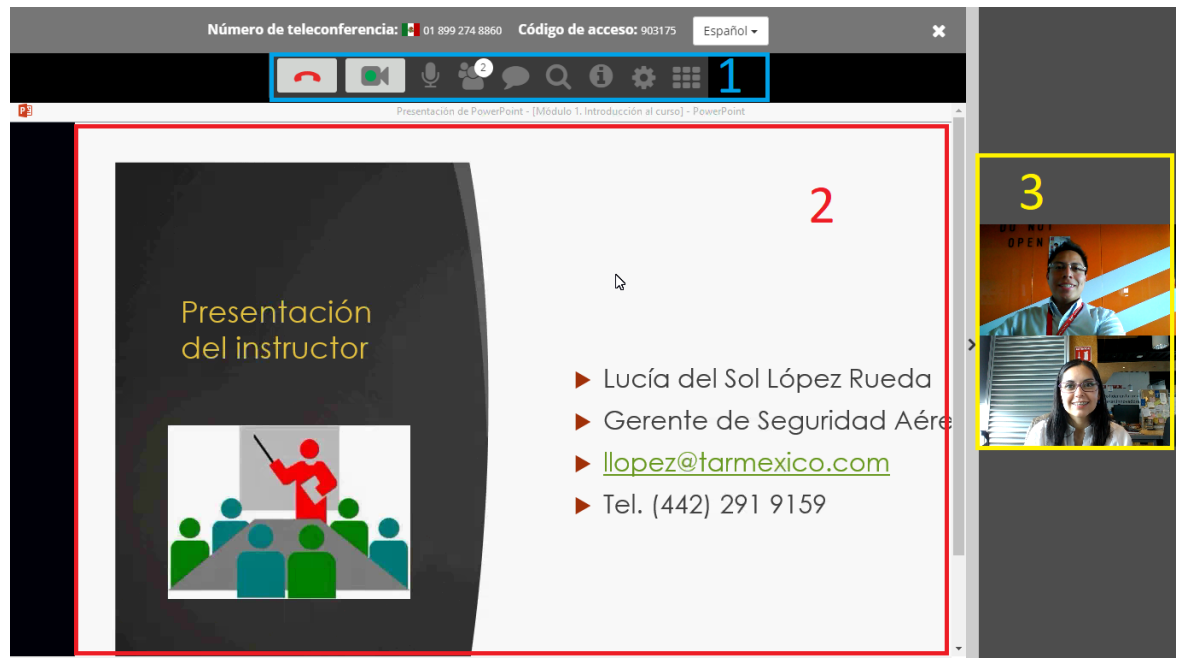 Número de teleconferencia: 01 899 274 8860 Código de acceso: 903175 Español
2
1
Presentación de PowerPoint - [Módulo 1. Introducción al curso] - PowerPoint
2
3
DO NOT
OPEN
Presentación
del instructor
Lucía del Sol López Rueda
Gerente de Seguridad Aére
llopez@tarmexico.com
Tel. (442) 291 9159